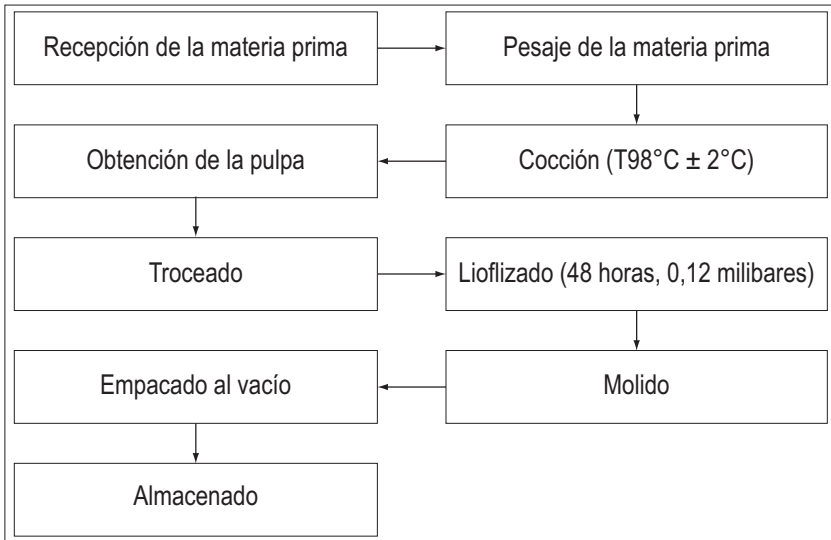 Recepción de la materia prima
Pesaje de la materia prima
Cocción (T98°C ± 2°C)
Obtención de la pulpa
Troceado
Lioflizado (48 horas, 0,12 milibares)
Molido
Empacado al vacío
Almacenado